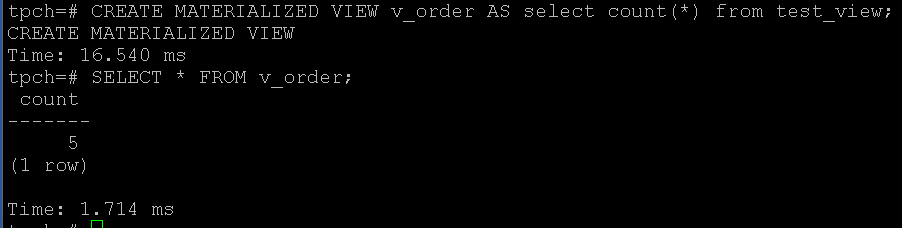 tpch=# CREATE MATERIALIZED VIEW v_order AS select count(*) from test_view;
CREATE MATERIALIZED VIEW
Time: 16.540 ms
tpch=# SELECT * FROM v_order;
count
-------
5
(1 row)
Time: 1.714 ms
tpch=#